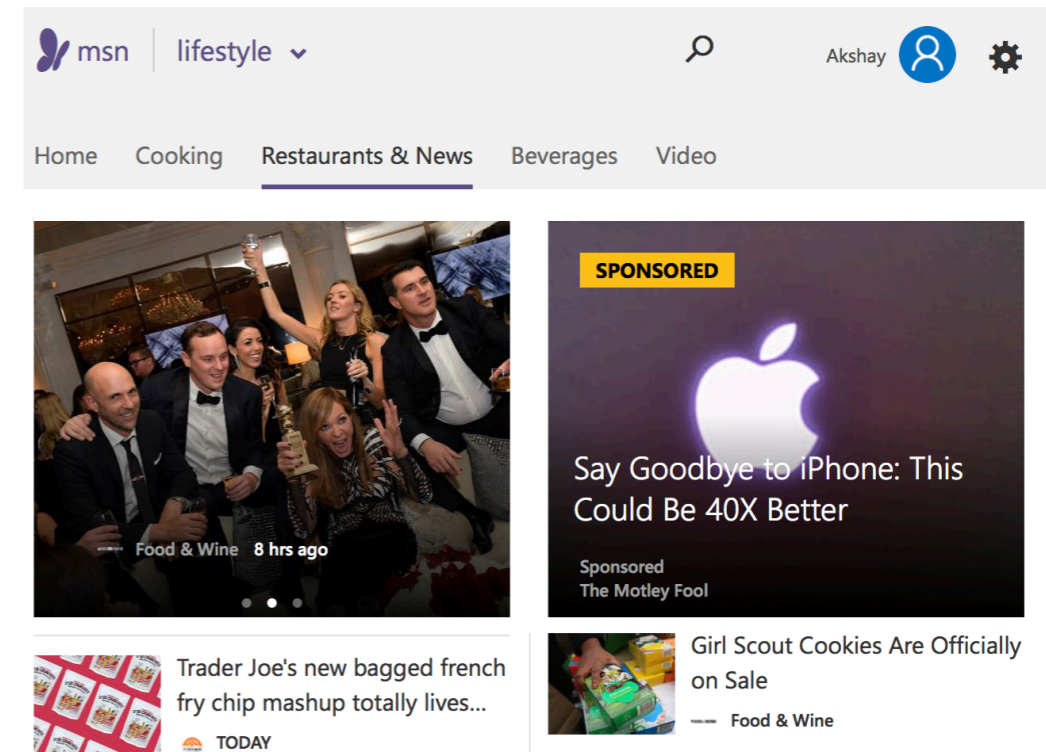 msn
lifestyle
Akshay
Home
Cooking
Restaurants & News
Beverages
Video
Food & Wine 8 hrs ago
SPONSORED
Say Goodbye to iPhone: This
Could Be 40X Better
Sponsored
The Motley Fool
Trader Joe's new bagged french
fry chip mashup totally lives...
TODAY
Girl Scout Cookies Are Officially
on Sale
Food & Wine